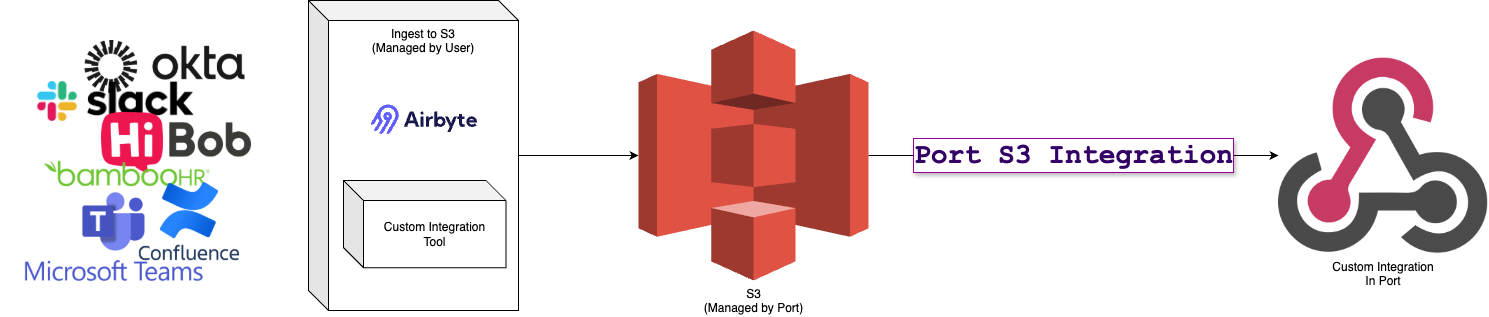 okta
slack
HiBob
bambooHR
Confluence
Microsoft Teams
Ingest to S3
(Managed by User)
Airbyte
Custom Integration
Tool
S3
(Managed by Port)
Port S3 Integration
Custom Integration
In Port